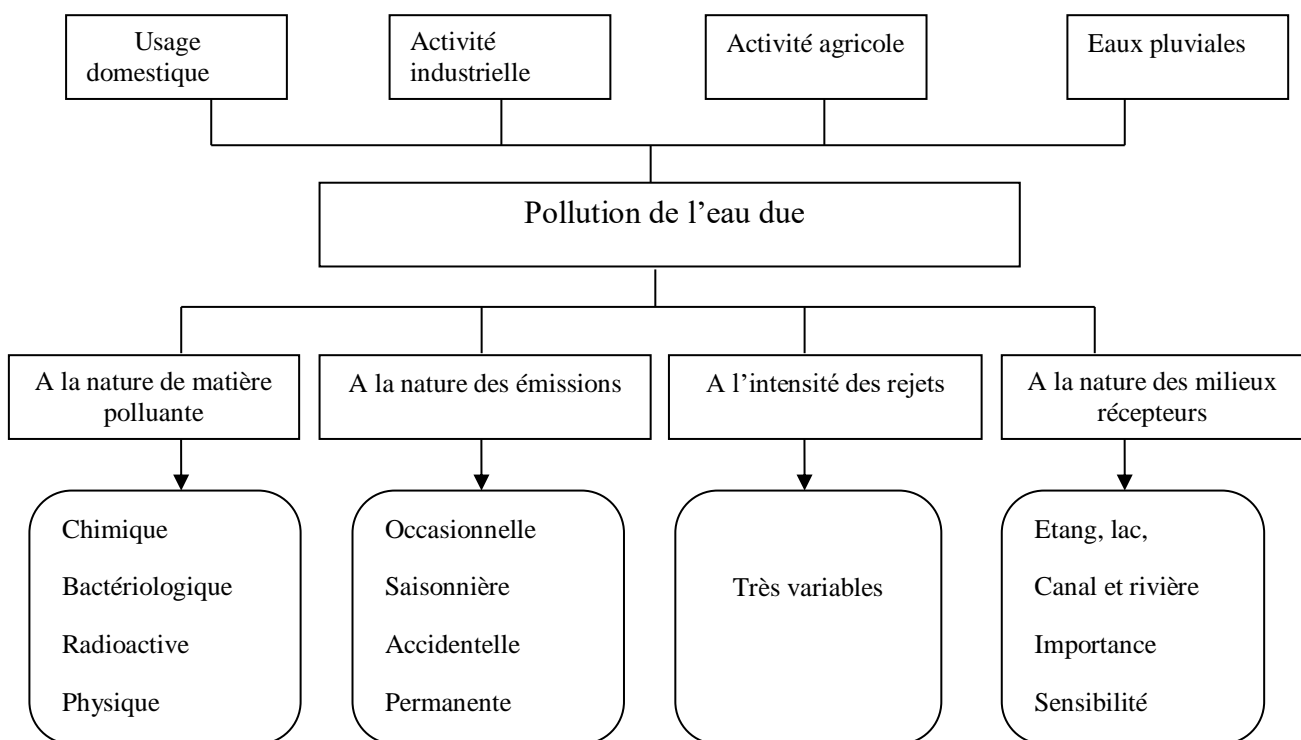 Usage
domestique
Activité
industrielle
Activité agricole
Eaux pluviales
Pollution de l’eau due
A la nature de matière
polluante
A la nature des émissions
A l’intensité des rejets
A la nature des milieux
récepteurs
Chimique
Bactériologique
Radioactive
Physique
Occasionnelle
Saisonnière
Accidentelle
Permanente
Très variables
Etang, lac,
Canal et rivière
Importance
Sensibilité